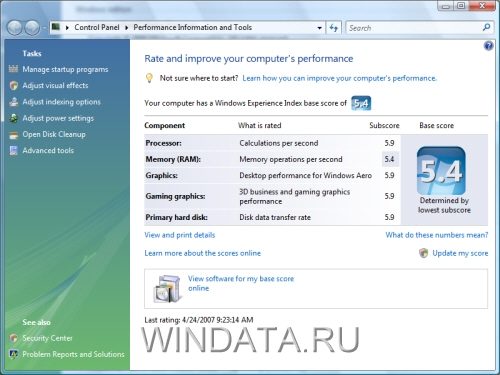 Control Panel ▸ Performance Information and Tools
Search
Tasks
Manage startup programs
Adjust visual effects
Adjust indexing options
Adjust power settings
Open Disk Cleanup
Advanced tools
See also
Security Center
Problem Reports and Solutions
Rate and improve your computer's performance
Not sure where to start? Learn how you can improve your computer's performance.
Your computer has a Windows Experience Index base score of 5.4
Component What is rated Subscore Base score
Processor: Calculations per second 5.9
Memory (RAM): Memory operations per second 5.4
Graphics: Desktop performance for Windows Aero 5.9
Gaming graphics: 3D business and gaming graphics performance 5.9
Primary hard disk: Disk data transfer rate 5.9
5.4
Determined by
lowest subscore
View and print details What do these numbers mean?
Learn more about the scores online Update my score
View software for my base score
online
Last rating: 4/24/2007 9:23:14 AM
WINDATA.RU